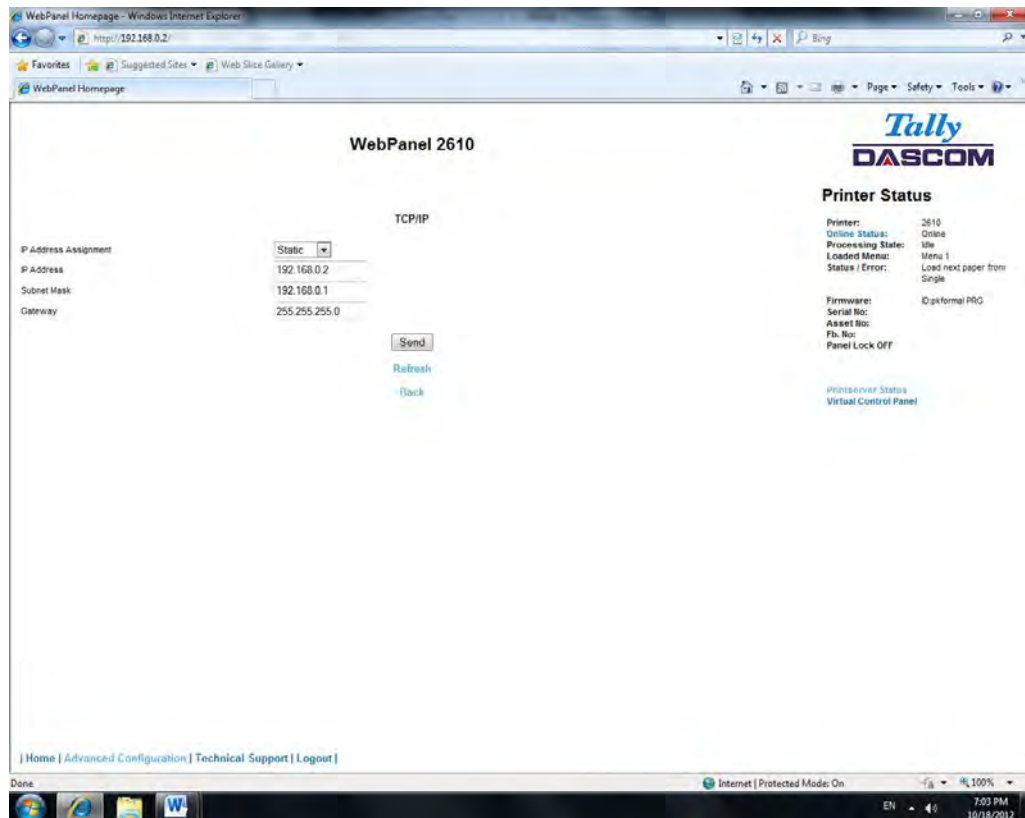 WebPanel Homepage - Windows Internet Explorer
http://192.168.0.2/
Bing
Favorites Suggested Sites Web Slice Gallery
WebPanel Homepage
Page Safety Tools
WebPanel 2610
Tally
DASCOM
TCP/IP
IP Address Assignment Static
IP Address 192.168.0.2
Subnet Mask 192.168.0.1
Gateway 255.255.255.0
Send
Refresh
Back
Printer Status
Printer: 2610
Online Status: Online
Processing State: Idle
Loaded Menu: Menu 1
Status / Error: Load next paper from
Single
Firmware: ID:pkformal PRG
Serial No:
Asset No:
Fb. No:
Panel Lock OFF
Printserver Status
Virtual Control Panel
| Home | Advanced Configuration | Technical Support | Logout |
Done Internet | Protected Mode: On 100%
EN 7:03 PM
10/18/2012